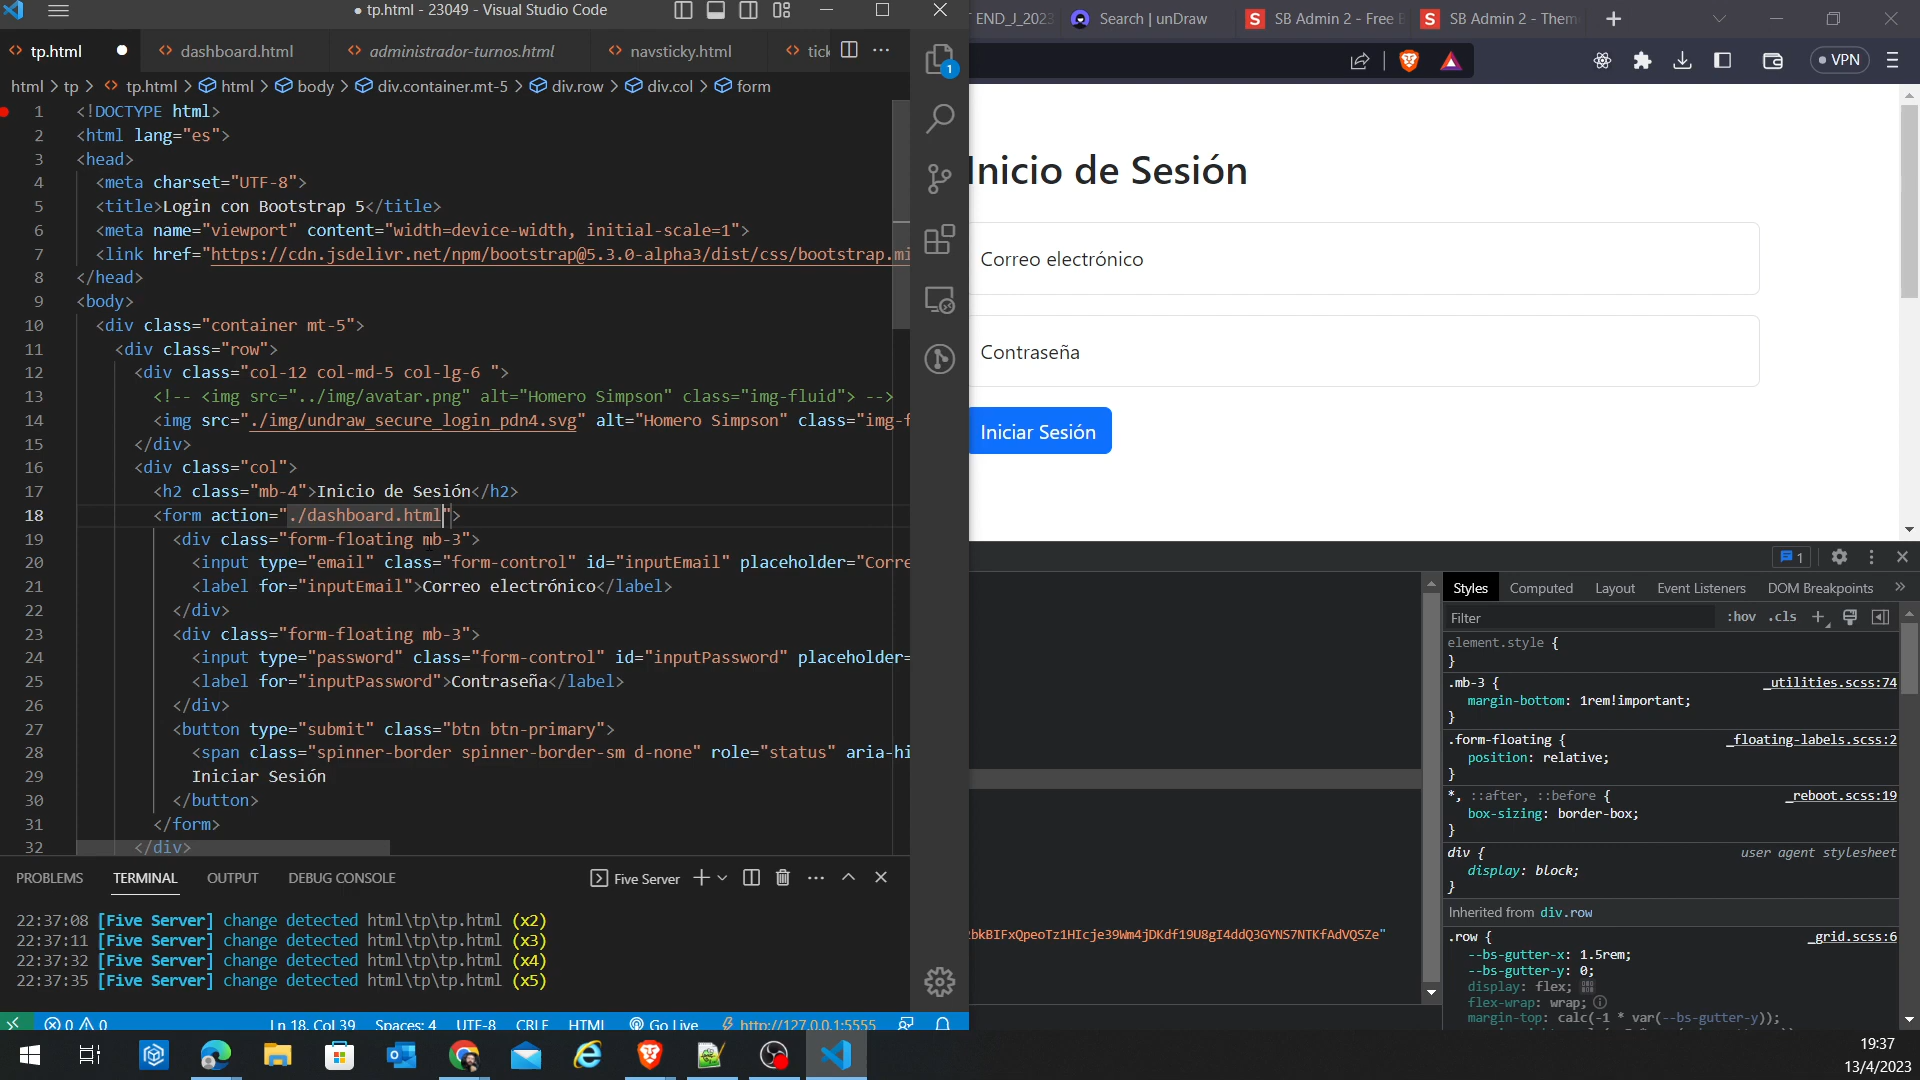 tp.html - 23049 - Visual Studio Code
tp.html
dashboard.html
administrador-turnos.html
navsticky.html
tick
html > tp > tp.html > html > body > div.container.mt-5 > div.row > div.col > form
1 <!DOCTYPE html>
2 <html lang="es">
3 <head>
4 <meta charset="UTF-8">
5 <title>Login con Bootstrap 5</title>
6 <meta name="viewport" content="width=device-width, initial-scale=1">
7 <link href="https://cdn.jsdelivr.net/npm/bootstrap@5.3.0-alpha3/dist/css/bootstrap.mi
8 </head>
9 <body>
10 <div class="container mt-5">
11 <div class="row">
12 <div class="col-12 col-md-5 col-lg-6 ">
13 <!-- <img src="../img/avatar.png" alt="Homero Simpson" class="img-fluid"> -->
14 <img src="./img/undraw_secure_login_pdn4.svg" alt="Homero Simpson" class="img-f
15 </div>
16 <div class="col">
17 <h2 class="mb-4">Inicio de Sesión</h2>
18 <form action="./dashboard.html">
19 <div class="form-floating mb-3">
20 <input type="email" class="form-control" id="inputEmail" placeholder="Corre
21 <label for="inputEmail">Correo electrónico</label>
22 </div>
23 <div class="form-floating mb-3">
24 <input type="password" class="form-control" id="inputPassword" placeholder=
25 <label for="inputPassword">Contraseña</label>
26 </div>
27 <button type="submit" class="btn btn-primary">
28 <span class="spinner-border spinner-border-sm d-none" role="status" aria-hi
29 Iniciar Sesión
30 </button>
31 </form>
32 </div>
1
PROBLEMS TERMINAL OUTPUT DEBUG CONSOLE Five Server
22:37:08 [Five Server] change detected html\tp\tp.html (x2)
22:37:11 [Five Server] change detected html\tp\tp.html (x3)
22:37:32 [Five Server] change detected html\tp\tp.html (x4)
22:37:35 [Five Server] change detected html\tp\tp.html (x5)
0 0 Ln 18, Col 39 Spaces: 4 UTF-8 CRLF HTML Go Live http://127.0.0.1:5555
END_J_2023
Search | unDraw
SB Admin 2 - Free B
SB Admin 2 - Them
VPN
Inicio de Sesión
Correo electrónico
Contraseña
Iniciar Sesión
1
Styles Computed Layout Event Listeners DOM Breakpoints
Filter :hov .cls
element.style {
}
.mb-3 { _utilities.scss:74
margin-bottom: 1rem!important;
}
.form-floating { _floating-labels.scss:2
position: relative;
}
*, ::after, ::before { _reboot.scss:19
box-sizing: border-box;
}
div { user agent stylesheet
display: block;
}
Inherited from div.row
.row { _grid.scss:6
--bs-gutter-x: 1.5rem;
--bs-gutter-y: 0;
display: flex;
flex-wrap: wrap;
margin-top: calc(-1 * var(--bs-gutter-y));
bkBIFxQpeoTz1HIcje39Wm4jDKdf19U8gI4ddQ3GYNS7NTKfAdVQSZe"
19:37
13/4/2023